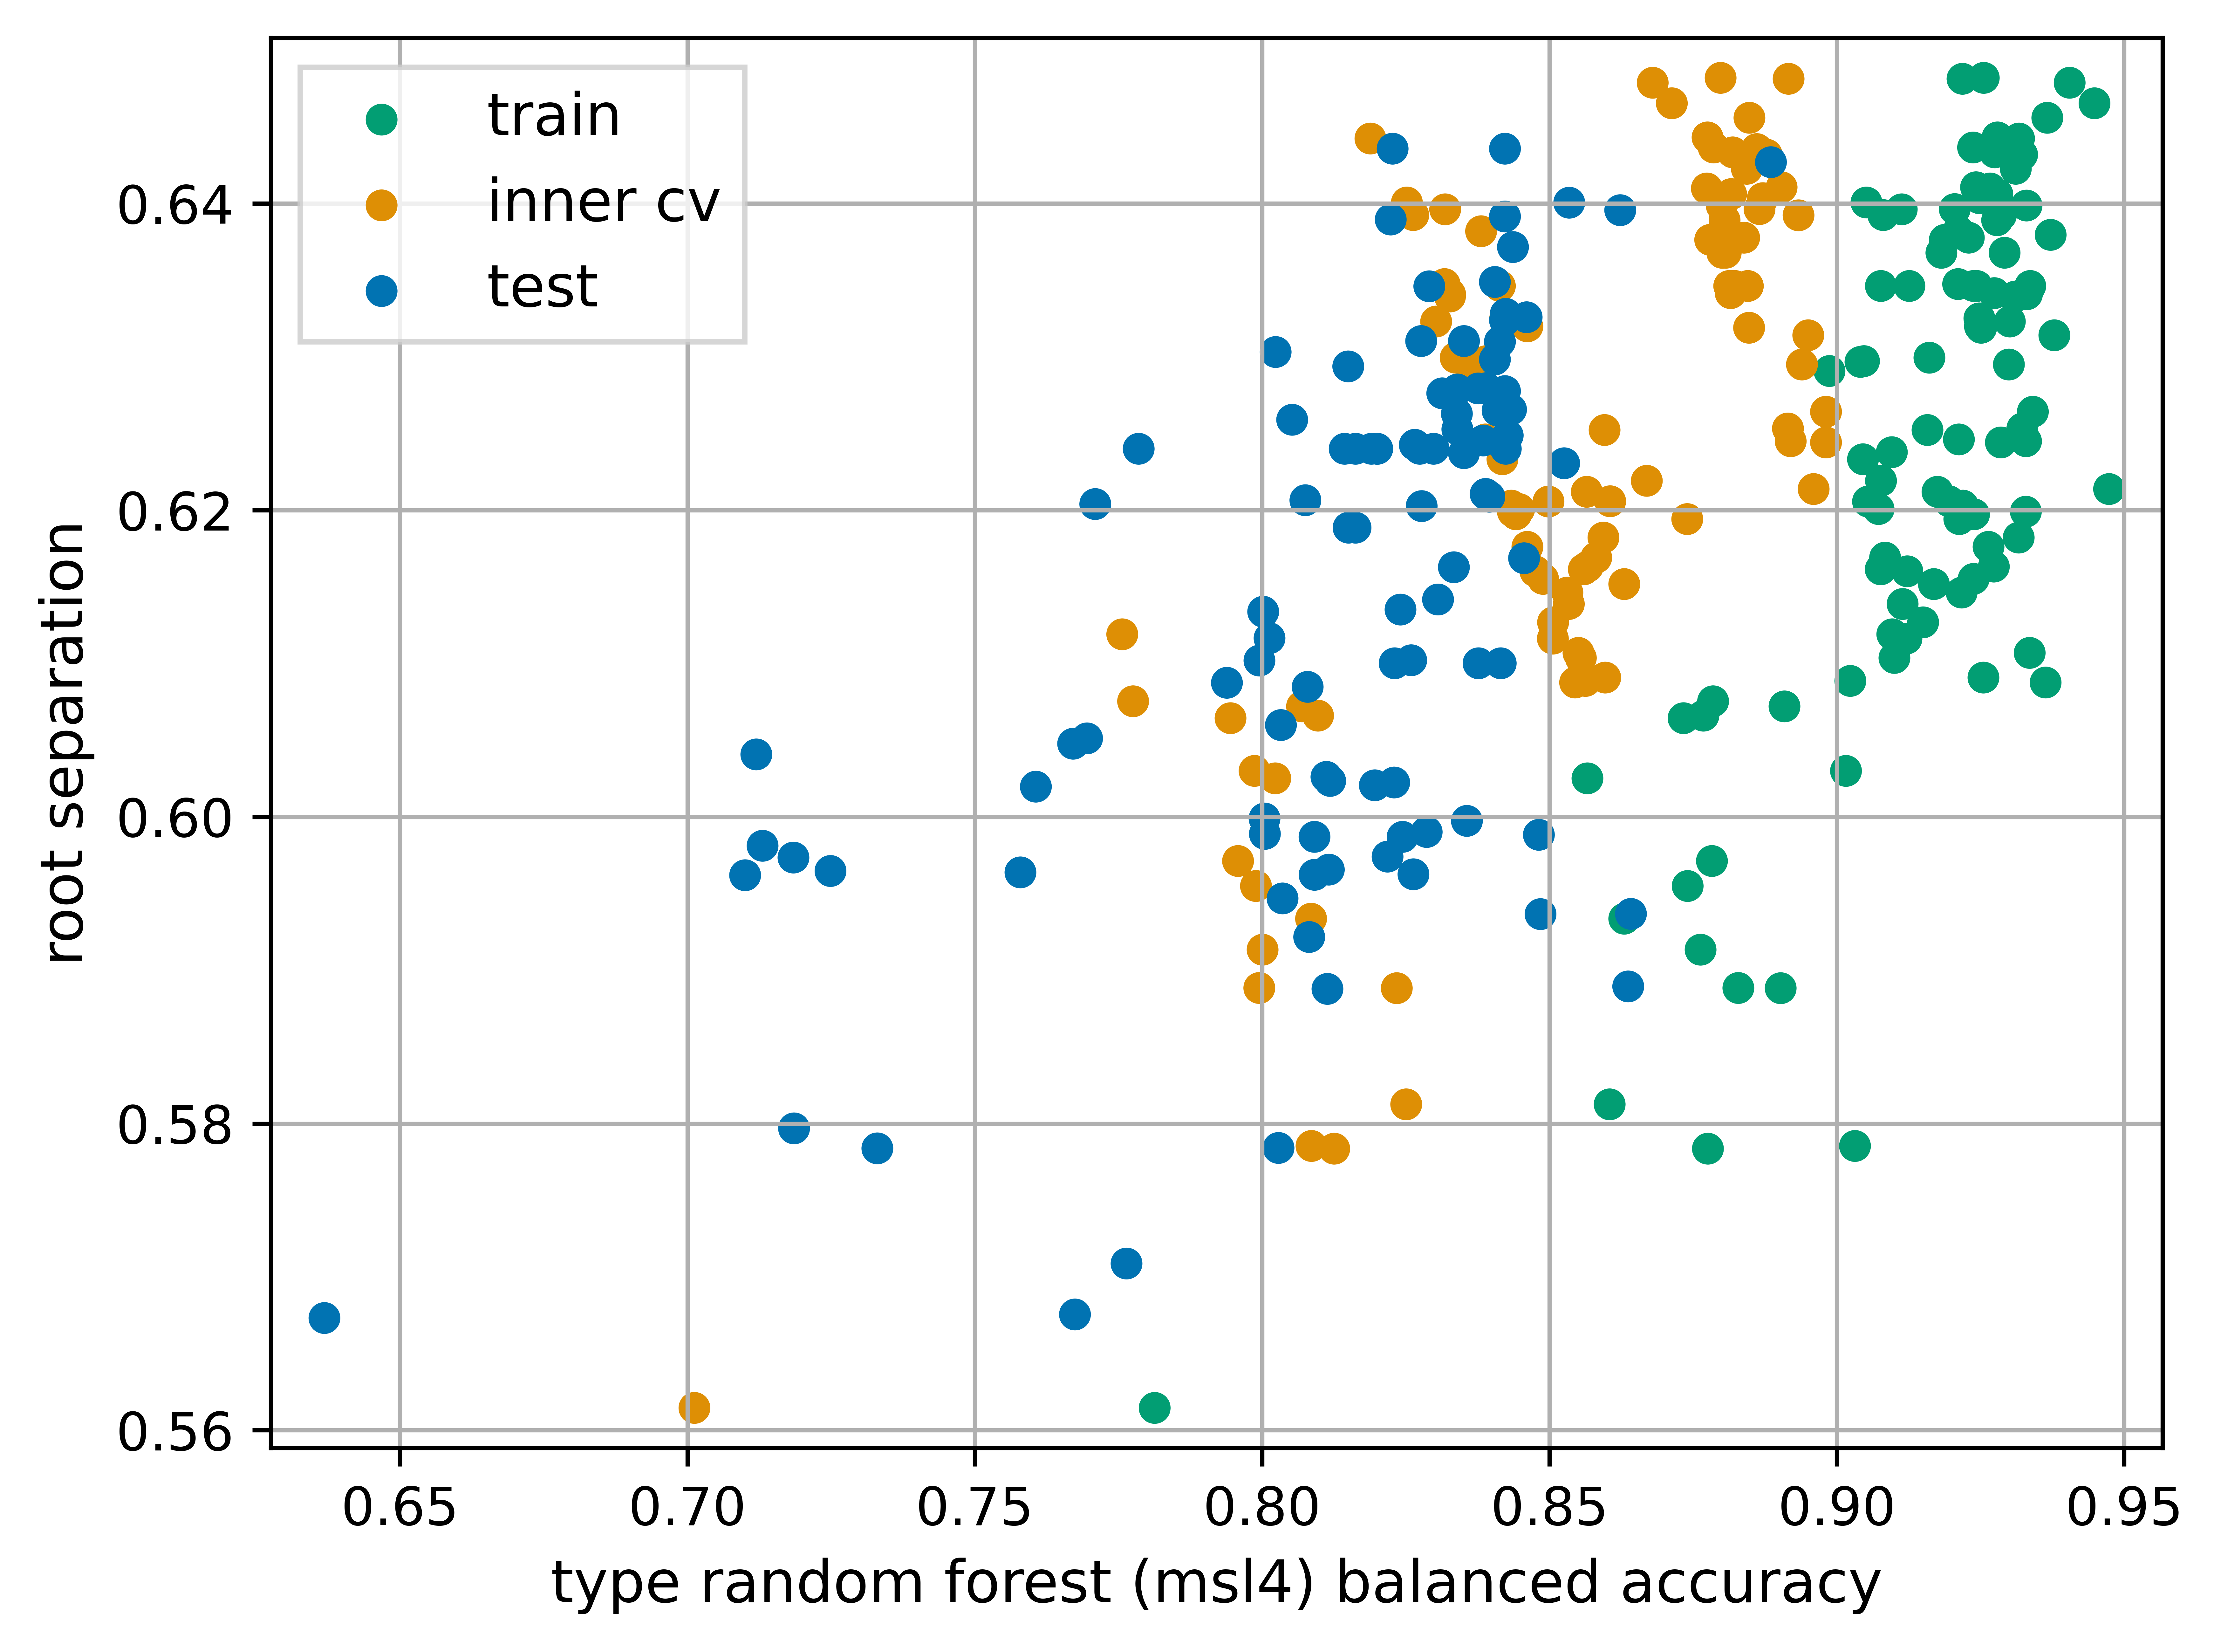 train
inner cv
test
0.64
0.62
0.60
0.58
0.56
root separation
0.65 0.70 0.75 0.80 0.85 0.90 0.95
type random forest (msl4) balanced accuracy